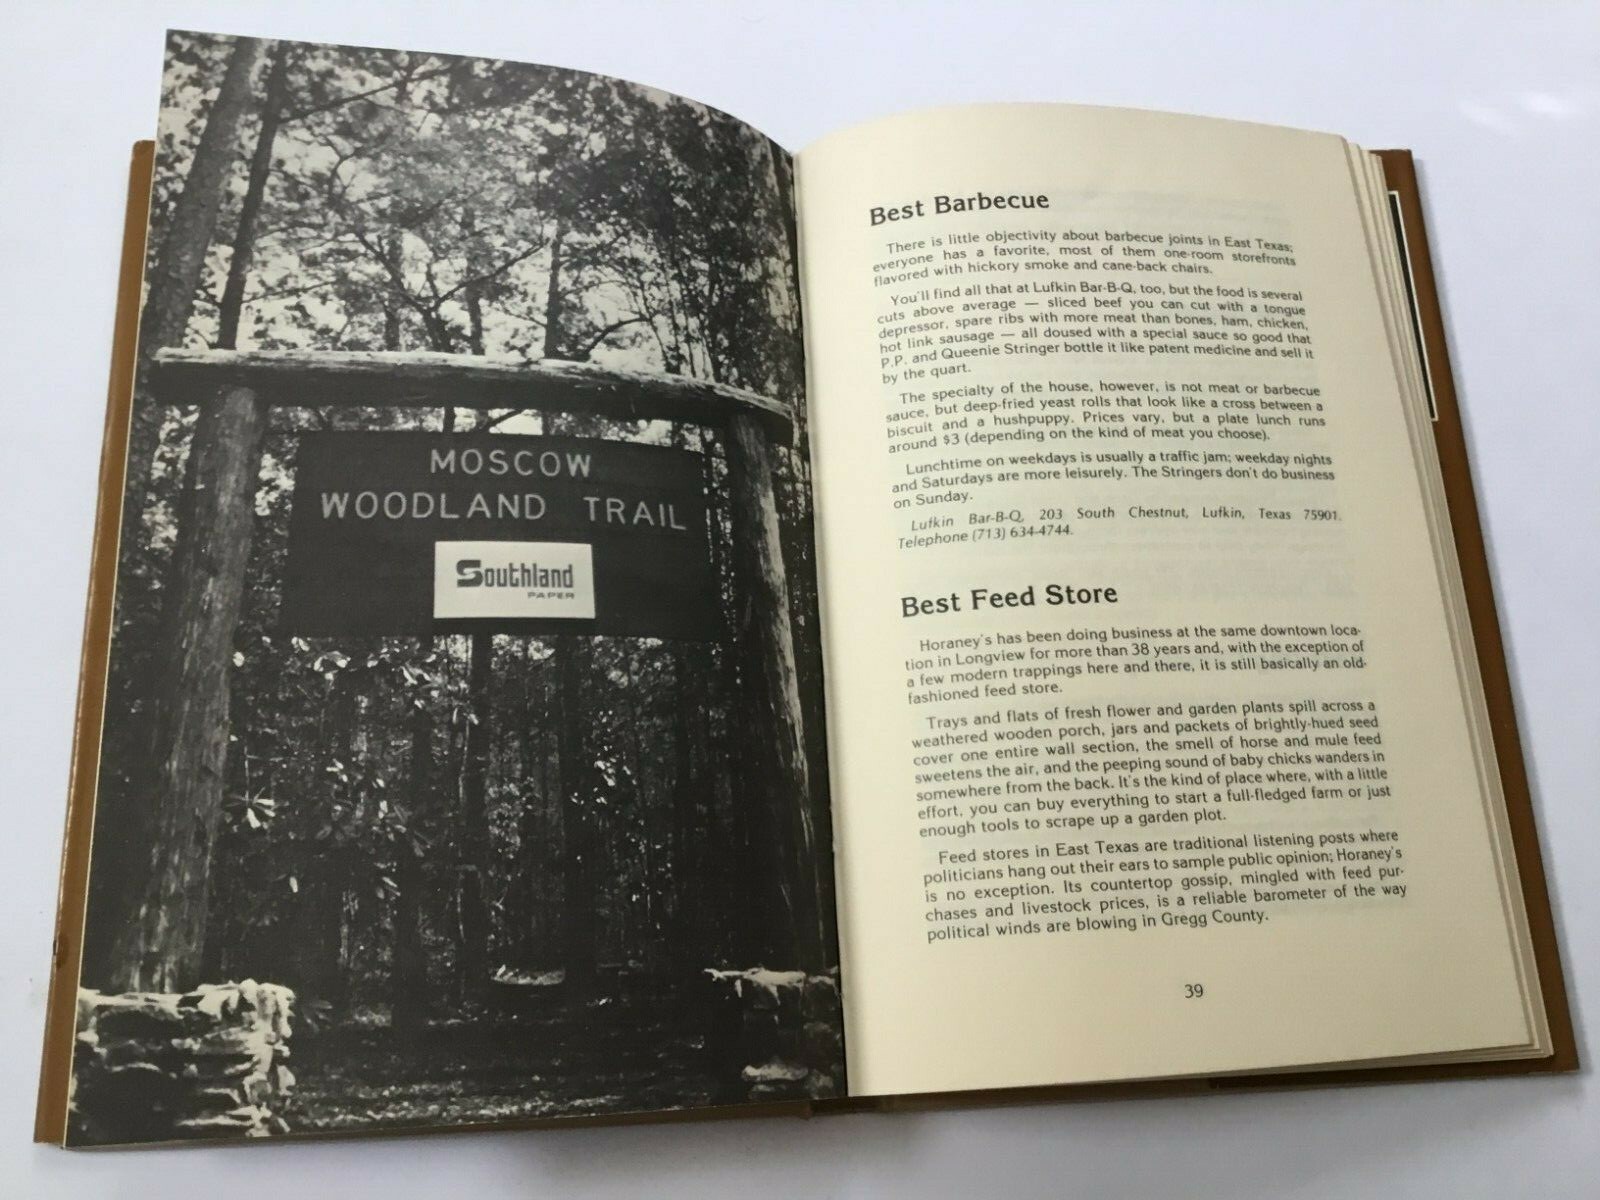 MOSCOW
WOODLAND TRAIL
Southland
PAPER
Best Barbecue
There is little objectivity about barbecue joints in East Texas;
everyone has a favorite, most of them one-room storefronts
flavored with hickory smoke and cane-back chairs.
You'll find all that at Lufkin Bar-B-Q, too, but the food is several
cuts above average — sliced beef you can cut with a tongue
depressor, spare ribs with more meat than bones, ham, chicken,
hot link sausage — all doused with a special sauce so good that
P.P. and Queenie Stringer bottle it like patent medicine and sell it
by the quart.
The specialty of the house, however, is not meat or barbecue
sauce, but deep-fried yeast rolls that look like a cross between a
biscuit and a hushpuppy. Prices vary, but a plate lunch runs
around $3 (depending on the kind of meat you choose).
Lunchtime on weekdays is usually a traffic jam; weekday nights
and Saturdays are more leisurely. The Stringers don't do business
on Sunday.
Lufkin Bar-B-Q, 203 South Chestnut, Lufkin, Texas 75901.
Telephone (713) 634-4744.
Best Feed Store
Horaney's has been doing business at the same downtown loca-
tion in Longview for more than 38 years and, with the exception of
a few modern trappings here and there, it is still basically an old-
fashioned feed store.
Trays and flats of fresh flower and garden plants spill across a
weathered wooden porch, jars and packets of brightly-hued seed
cover one entire wall section, the smell of horse and mule feed
sweetens the air, and the peeping sound of baby chicks wanders in
somewhere from the back. It's the kind of place where, with a little
effort, you can buy everything to start a full-fledged farm or just
enough tools to scrape up a garden plot.
Feed stores in East Texas are traditional listening posts where
politicians hang out their ears to sample public opinion; Horaney's
is no exception. Its countertop gossip, mingled with feed pur-
chases and livestock prices, is a reliable barometer of the way
political winds are blowing in Gregg County.
39